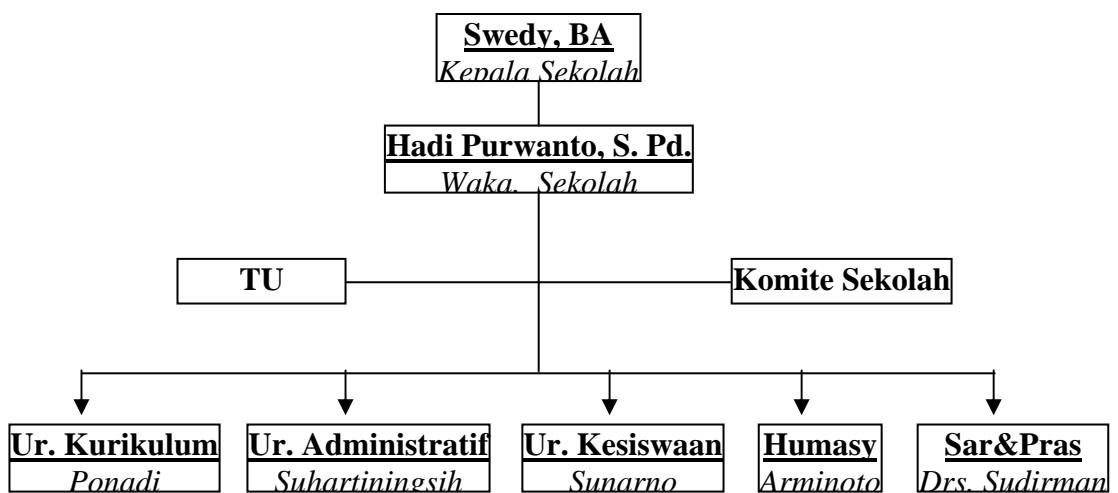 Swedy, BA
Kepala Sekolah
Hadi Purwanto, S. Pd.
Waka. Sekolah
TU
Komite Sekolah
Ur. Kurikulum
Ponadi
Ur. Administratif
Suhartiningsih
Ur. Kesiswaan
Sunarno
Humasy
Arminoto
Sar&Pras
Drs. Sudirman